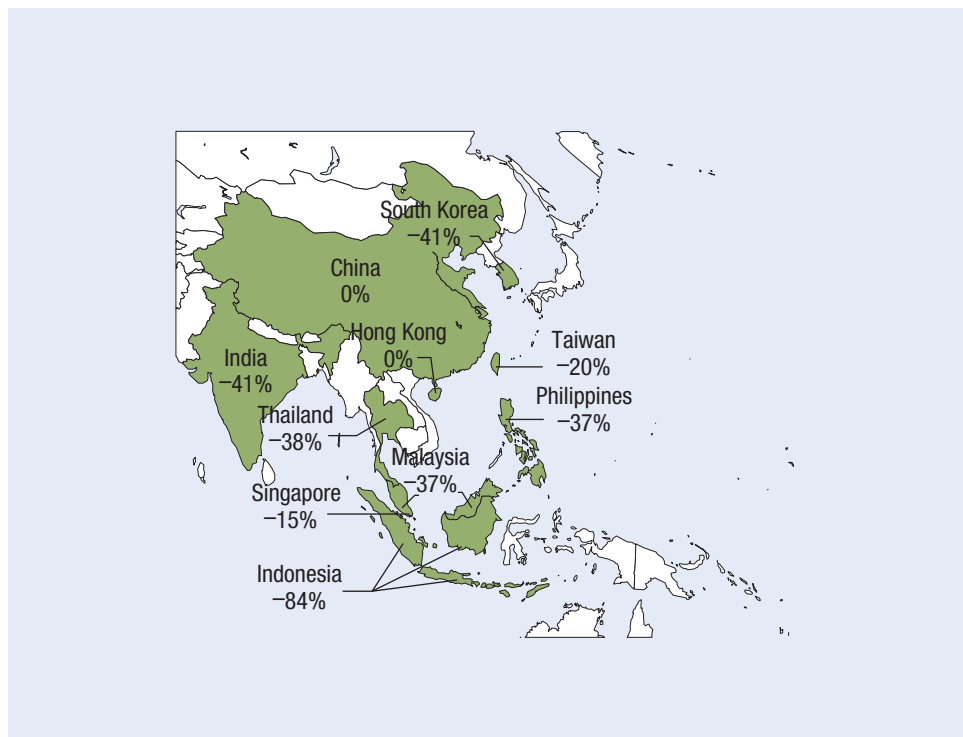 South Korea
–41%
China
0%
Hong Kong
0%
Taiwan
–20%
India
–41%
Philippines
–37%
Thailand
–38%
Malaysia
–37%
Singapore
–15%
Indonesia
–84%